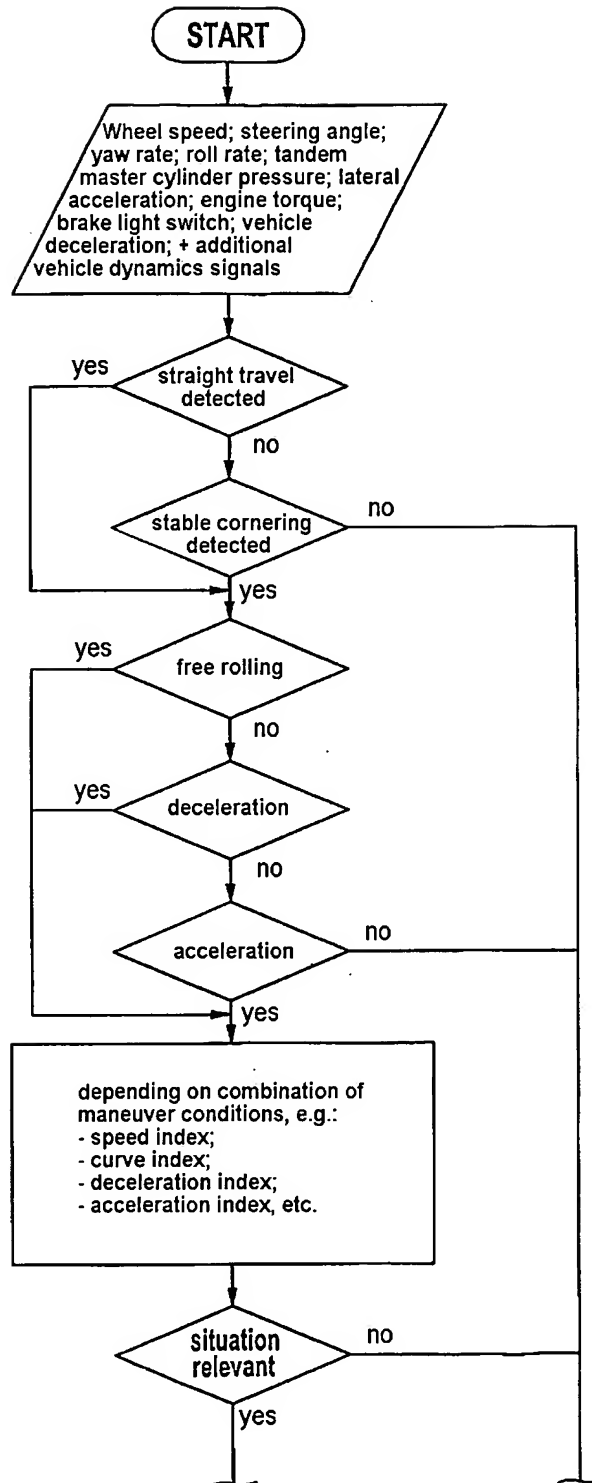 START
Wheel speed; steering angle;
yaw rate; roll rate; tandem
master cylinder pressure; lateral
acceleration; engine torque;
brake light switch; vehicle
deceleration; + additional
vehicle dynamics signals
yes
straight travel
detected
no
stable cornering
detected
no
yes
yes
free rolling
no
yes
deceleration
no
acceleration
no
yes
depending on combination of
maneuver conditions, e.g.:
- speed index;
- curve index;
- deceleration index;
- acceleration index, etc.
situation
relevant
no
yes